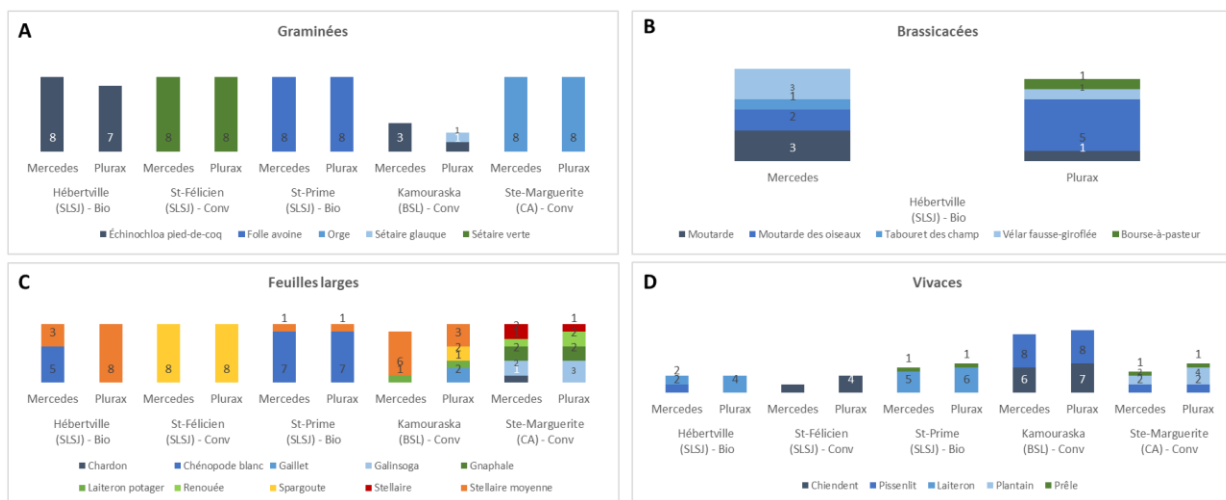 A
Graminées
8 7 8 8 8 8 3 1 1 8 8
Mercedes Plurax Mercedes Plurax Mercedes Plurax Mercedes Plurax Mercedes Plurax
Hébertville St-Félicien St-Prime Kamouraska Ste-Marguerite
(SLSJ) - Bio (SLSJ) - Conv (SLSJ) - Bio (BSL) - Conv (CA) - Conv
Échinochloa pied-de-coq Folle avoine Orge Sétaire glauque Sétaire verte
B
Brassicacées
3 1
1 1
2 5
3 1
Mercedes Plurax
Hébertville
(SLSJ) - Bio
Moutarde Moutarde des oiseaux Tabouret des champ Vélar fausse-giroflée Bourse-à-pasteur
C
Feuilles larges
1 1 1
3 3 2
2 2
6 1 2 2
5 8 8 8 7 7 1 2 1 3
Mercedes Plurax Mercedes Plurax Mercedes Plurax Mercedes Plurax Mercedes Plurax
Hébertville St-Félicien St-Prime Kamouraska Ste-Marguerite
(SLSJ) - Bio (SLSJ) - Conv (SLSJ) - Bio (BSL) - Conv (CA) - Conv
Chardon Chénopode blanc Gaillet Galinsoga Gnaphale
Laiteron potager Renouée Spargoute Stellaire Stellaire moyenne
D
Vivaces
8 8
1 1 1 1
2 4
2 4 4 5 6 6 7 2 2
Mercedes Plurax Mercedes Plurax Mercedes Plurax Mercedes Plurax Mercedes Plurax
Hébertville St-Félicien St-Prime Kamouraska Ste-Marguerite
(SLSJ) - Bio (SLSJ) - Conv (SLSJ) - Bio (BSL) - Conv (CA) - Conv
Chiendent Pissenlit Laiteron Plantain Prêle